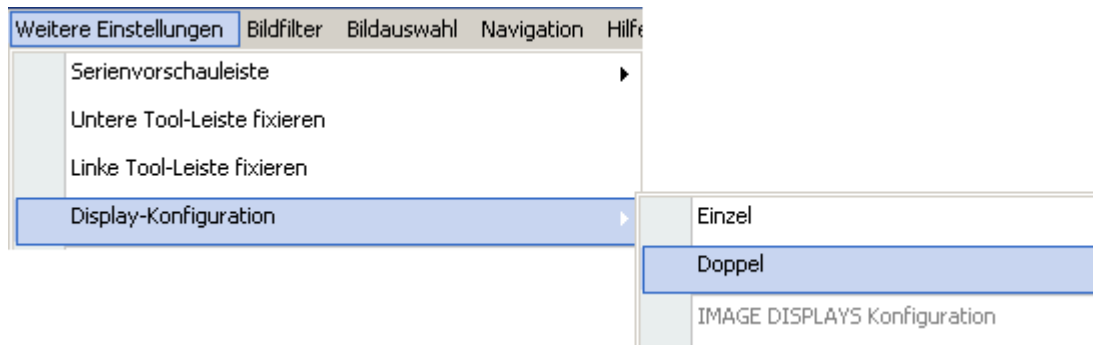 Weitere Einstellungen Bildfilter Bildauswahl Navigation Hilfe
Serienvorschauleiste
Untere Tool-Leiste fixieren
Linke Tool-Leiste fixieren
Display-Konfiguration
Einzel
Doppel
IMAGE DISPLAYS Konfiguration